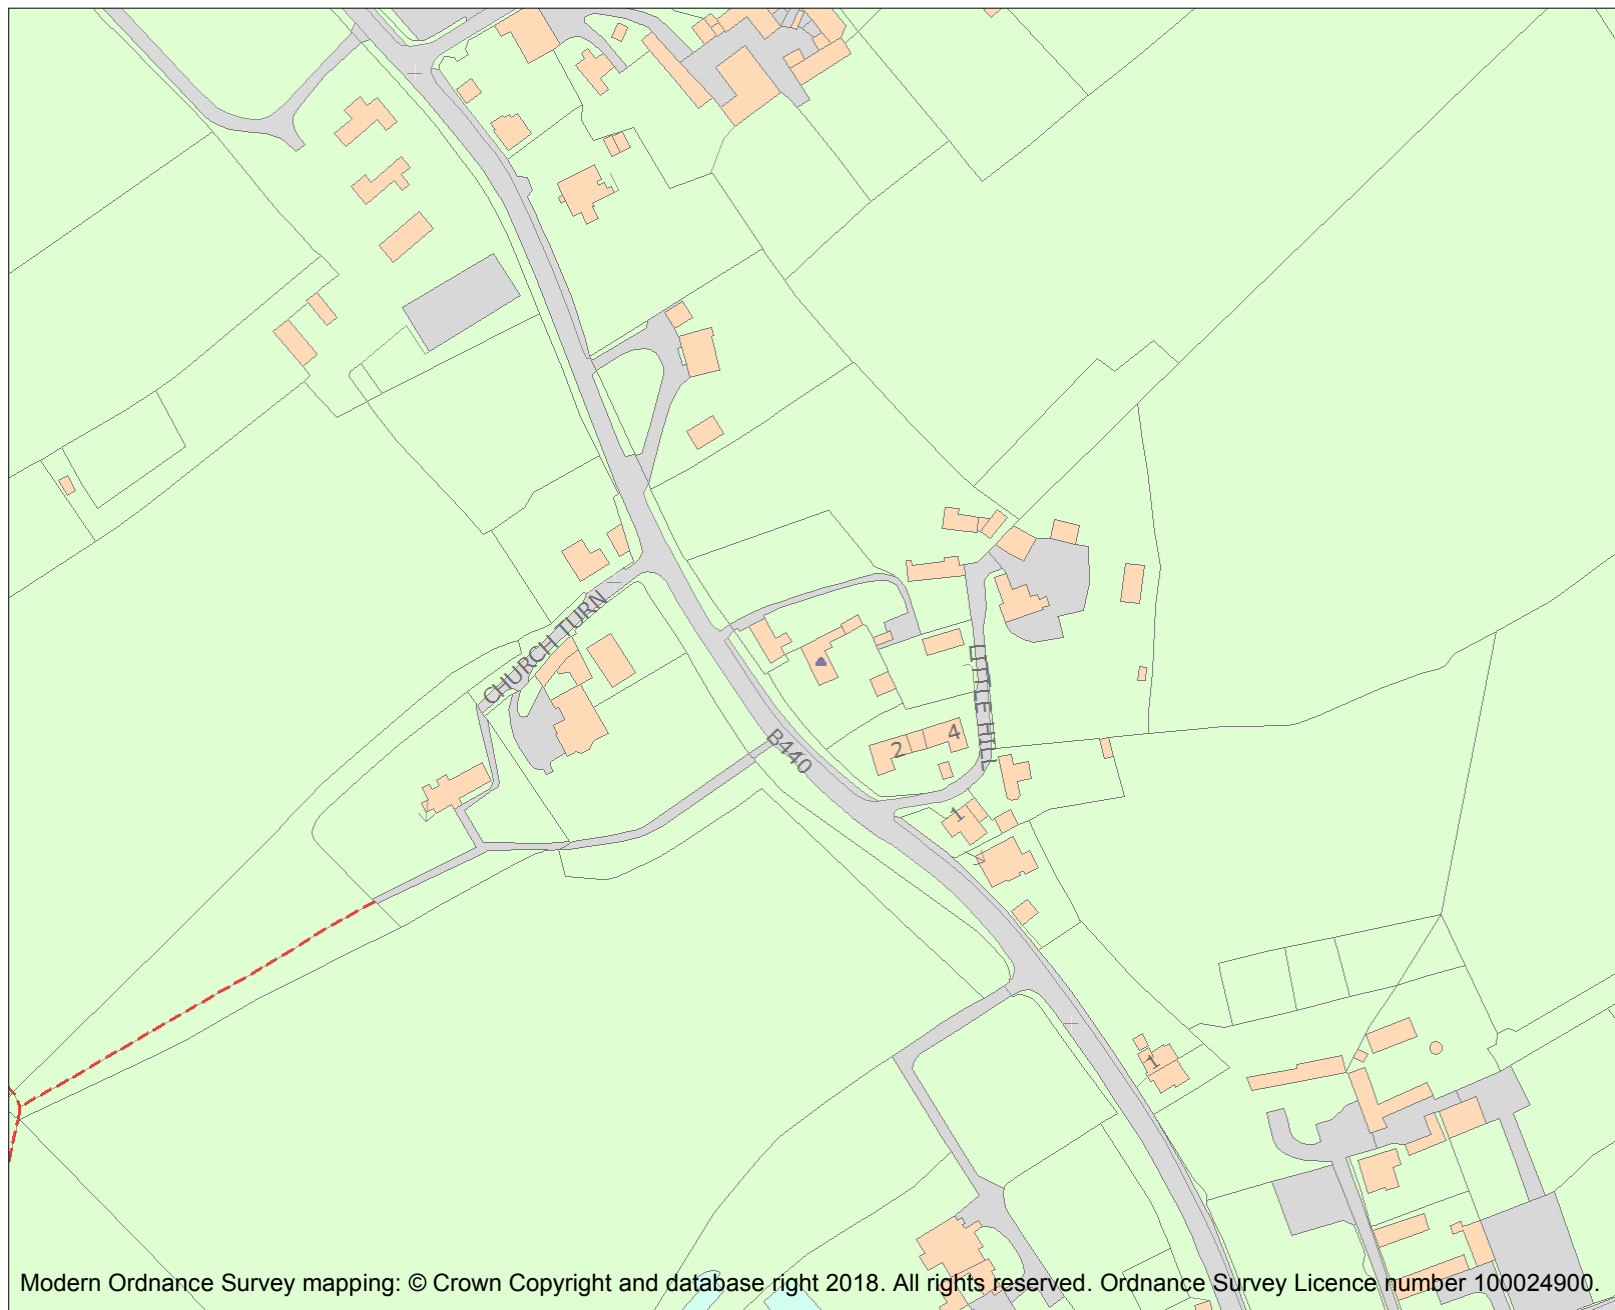 CHURCH TURN
LITTLE HILL
B440
2
4
1
1
Modern Ordnance Survey mapping: © Crown Copyright and database right 2018. All rights reserved. Ordnance Survey Licence number 100024900.